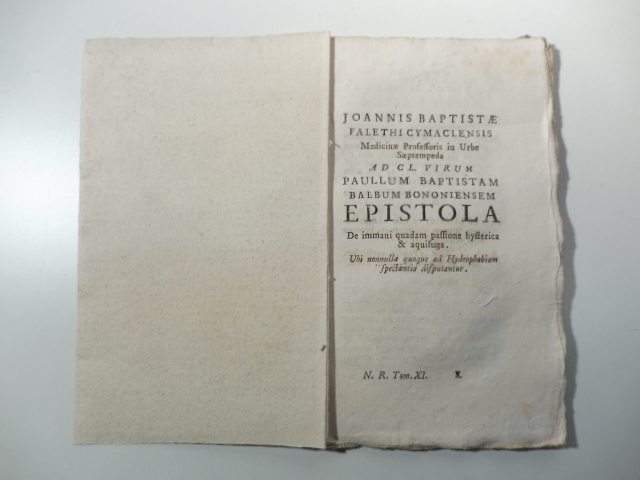 JOANNIS BAPTISTÆ
FALETHI CYMACLENSIS
Medicinæ Profeſſoris in Urbe
Sæptempeda
AD CL. VIRUM
PAULLUM BAPTISTAM
BALBUM BONONIENSEM
EPISTOLA
De immani quadam paſſione hyſterica
& aquifuga.
Ubi nonnulla quoque ad Hydrophobiam
ſpectantia diſputantur.
N. R. Tom. XI. K